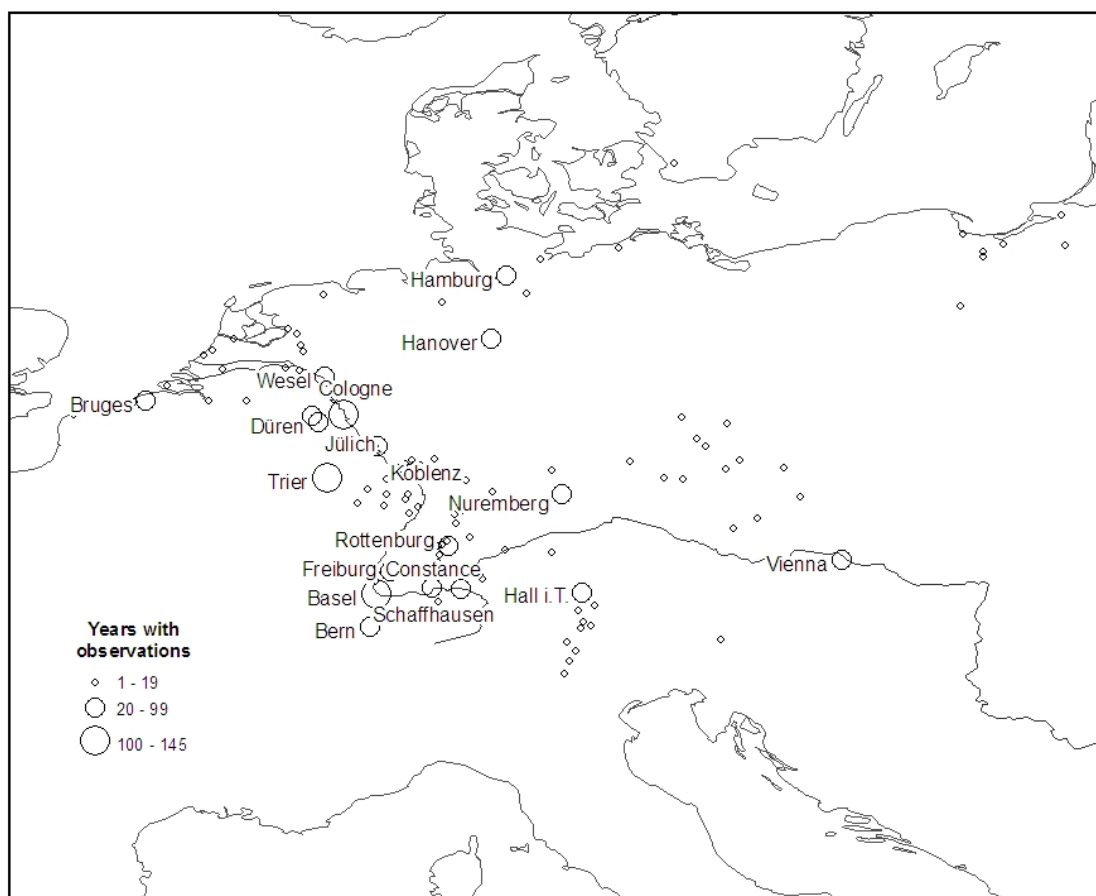 Hamburg
Hanover
Wesel
Cologne
Bruges
Düren
Jülich
Koblenz
Trier
Nuremberg
Rottenburg
Vienna
Freiburg
Constance
Basel
Hall i.T.
Schaffhausen
Bern
Years with
observations
1 - 19
20 - 99
100 - 145